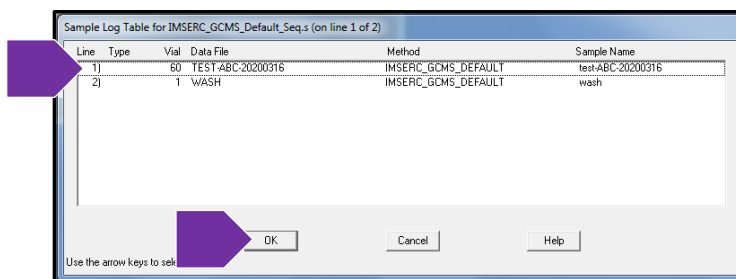 Sample Log Table for IMSERC_GCMS_Default_Seq.s (on line 1 of 2)
Line Type Vial Data File Method Sample Name
1) 60 TEST-ABC-20200316 IMSERC_GCMS_DEFAULT test-ABC-20200316
2) 1 WASH IMSERC_GCMS_DEFAULT wash
OK Cancel Help
Use the arrow keys to